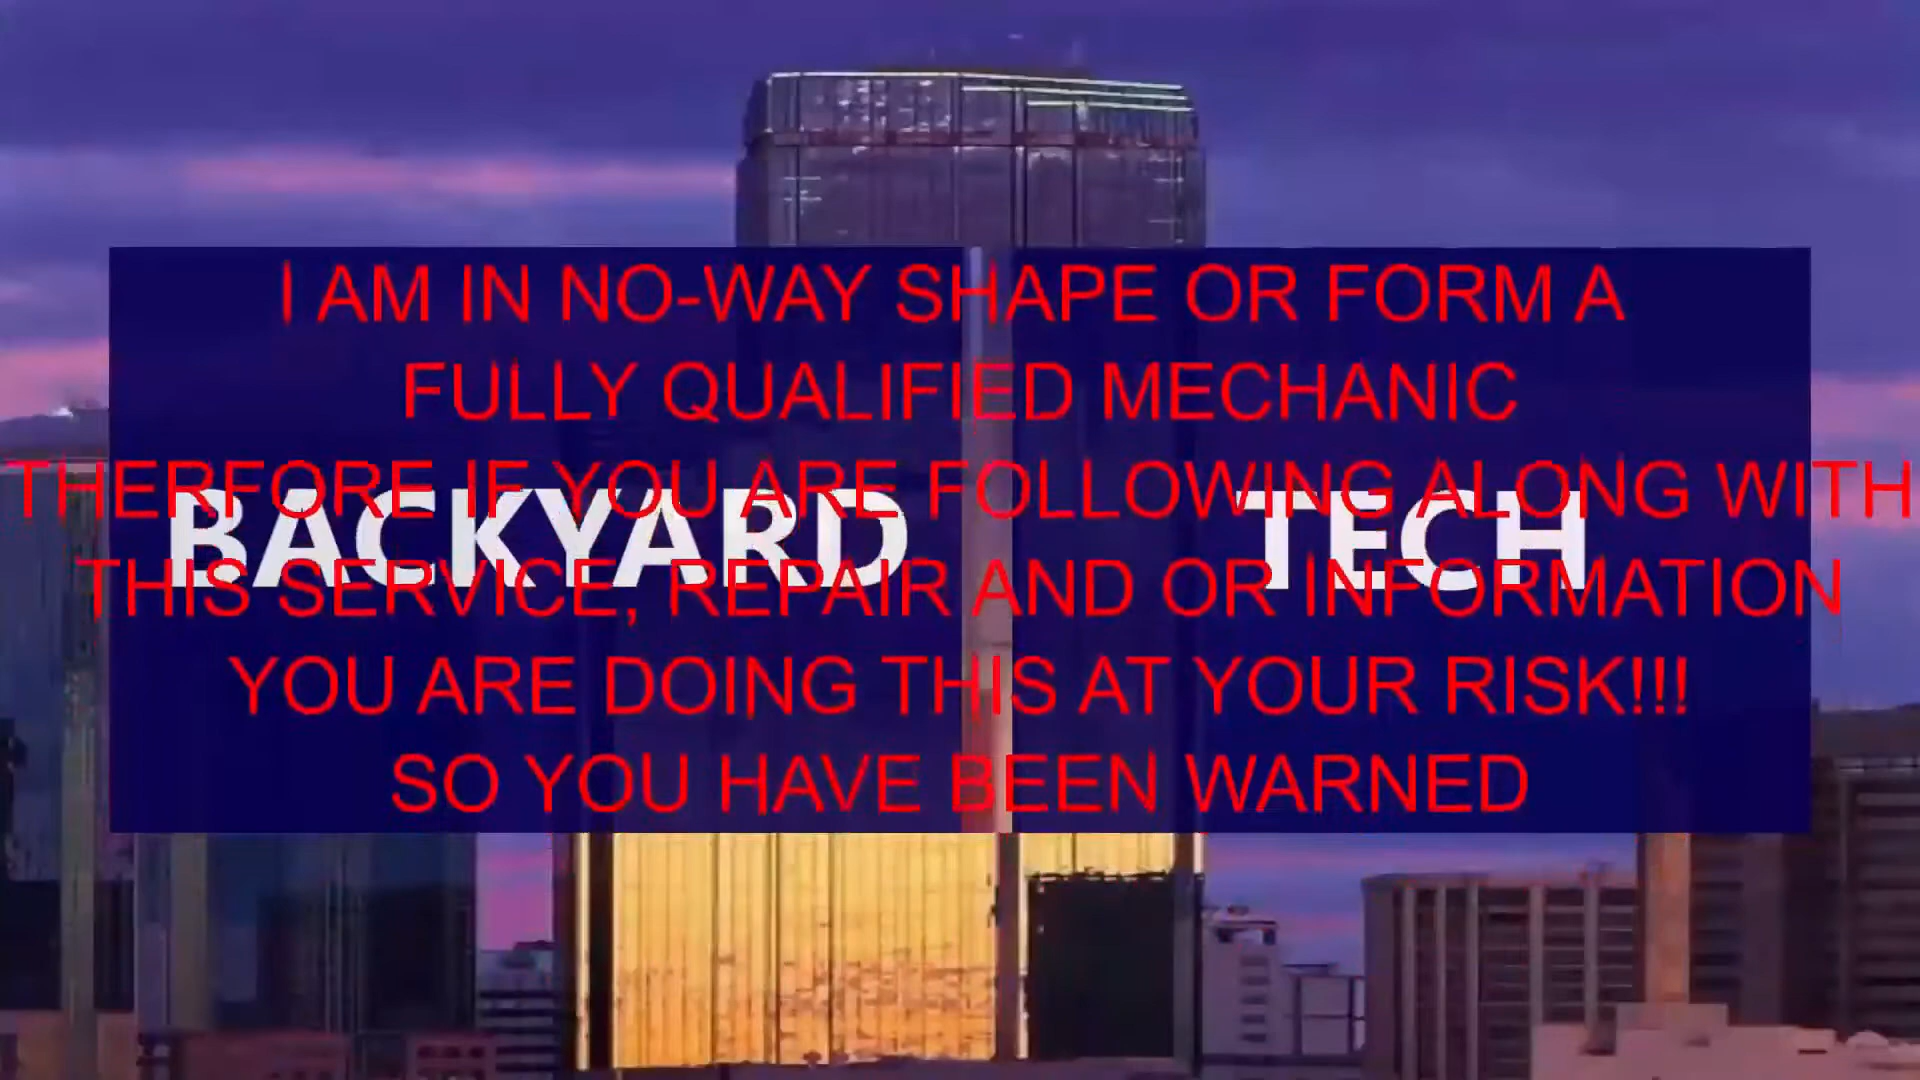 I AM IN NO-WAY SHAPE OR FORM A
FULLY QUALIFIED MECHANIC
THERFORE IF YOU ARE FOLLOWING ALONG WITH
BACKYARD TECH
THIS SERVICE, REPAIR AND OR INFORMATION
YOU ARE DOING THIS AT YOUR RISK!!!
SO YOU HAVE BEEN WARNED